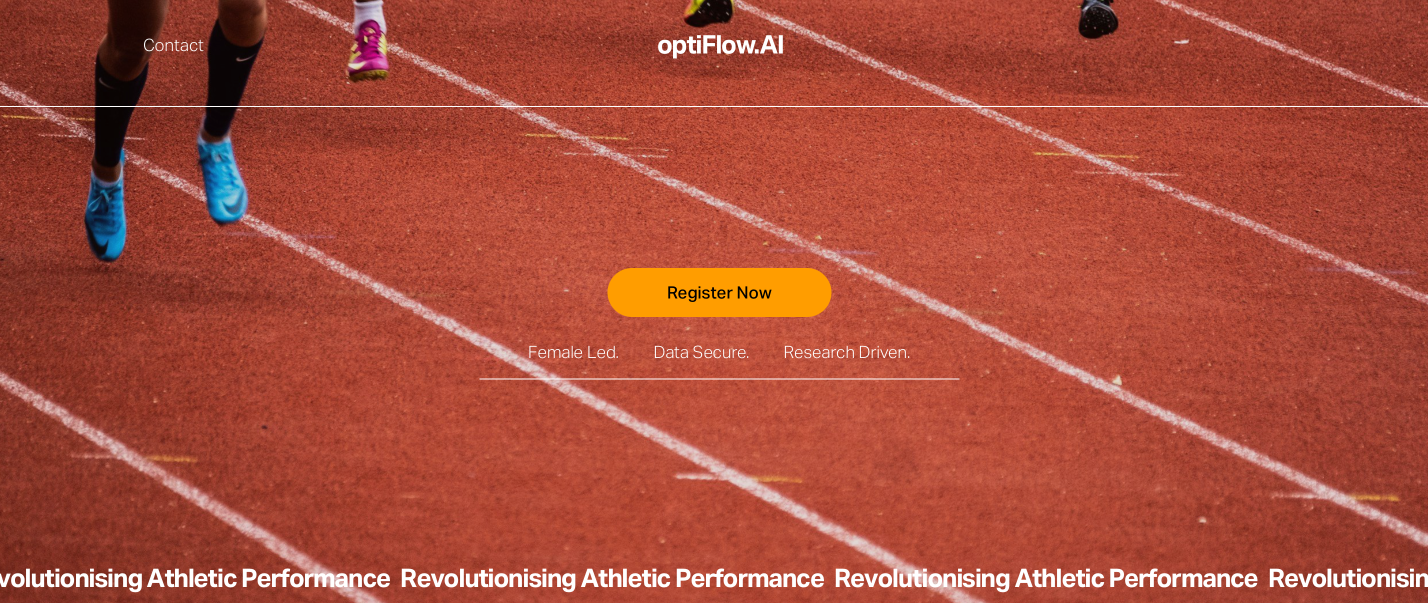 Contact
optiFlow.AI
Register Now
Female Led. Data Secure. Research Driven.
volutionising Athletic Performance Revolutionising Athletic Performance Revolutionising Athletic Performance Revolutionisin